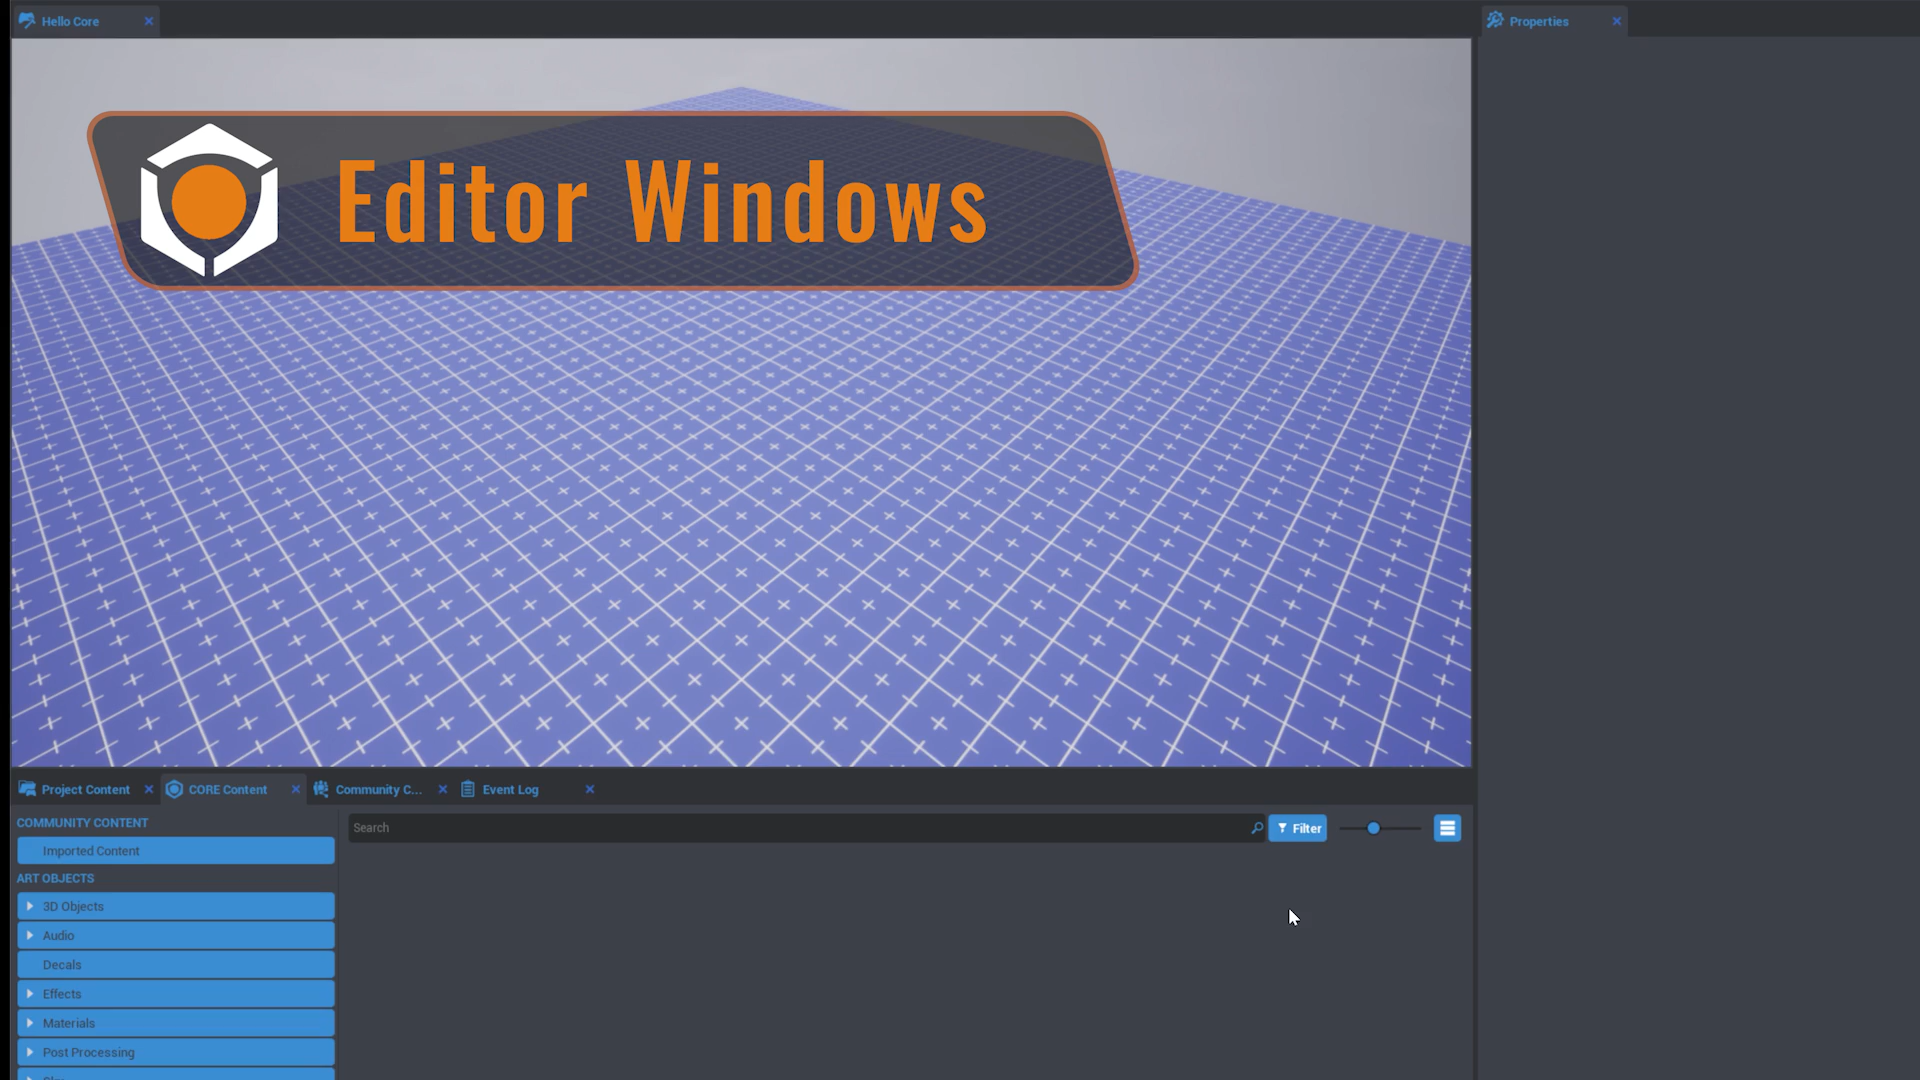 Hello Core
Properties
Editor Windows
Project Content
CORE Content
Community C...
Event Log
COMMUNITY CONTENT
Search
Filter
Imported Content
ART OBJECTS
3D Objects
Audio
Decals
Effects
Materials
Post Processing